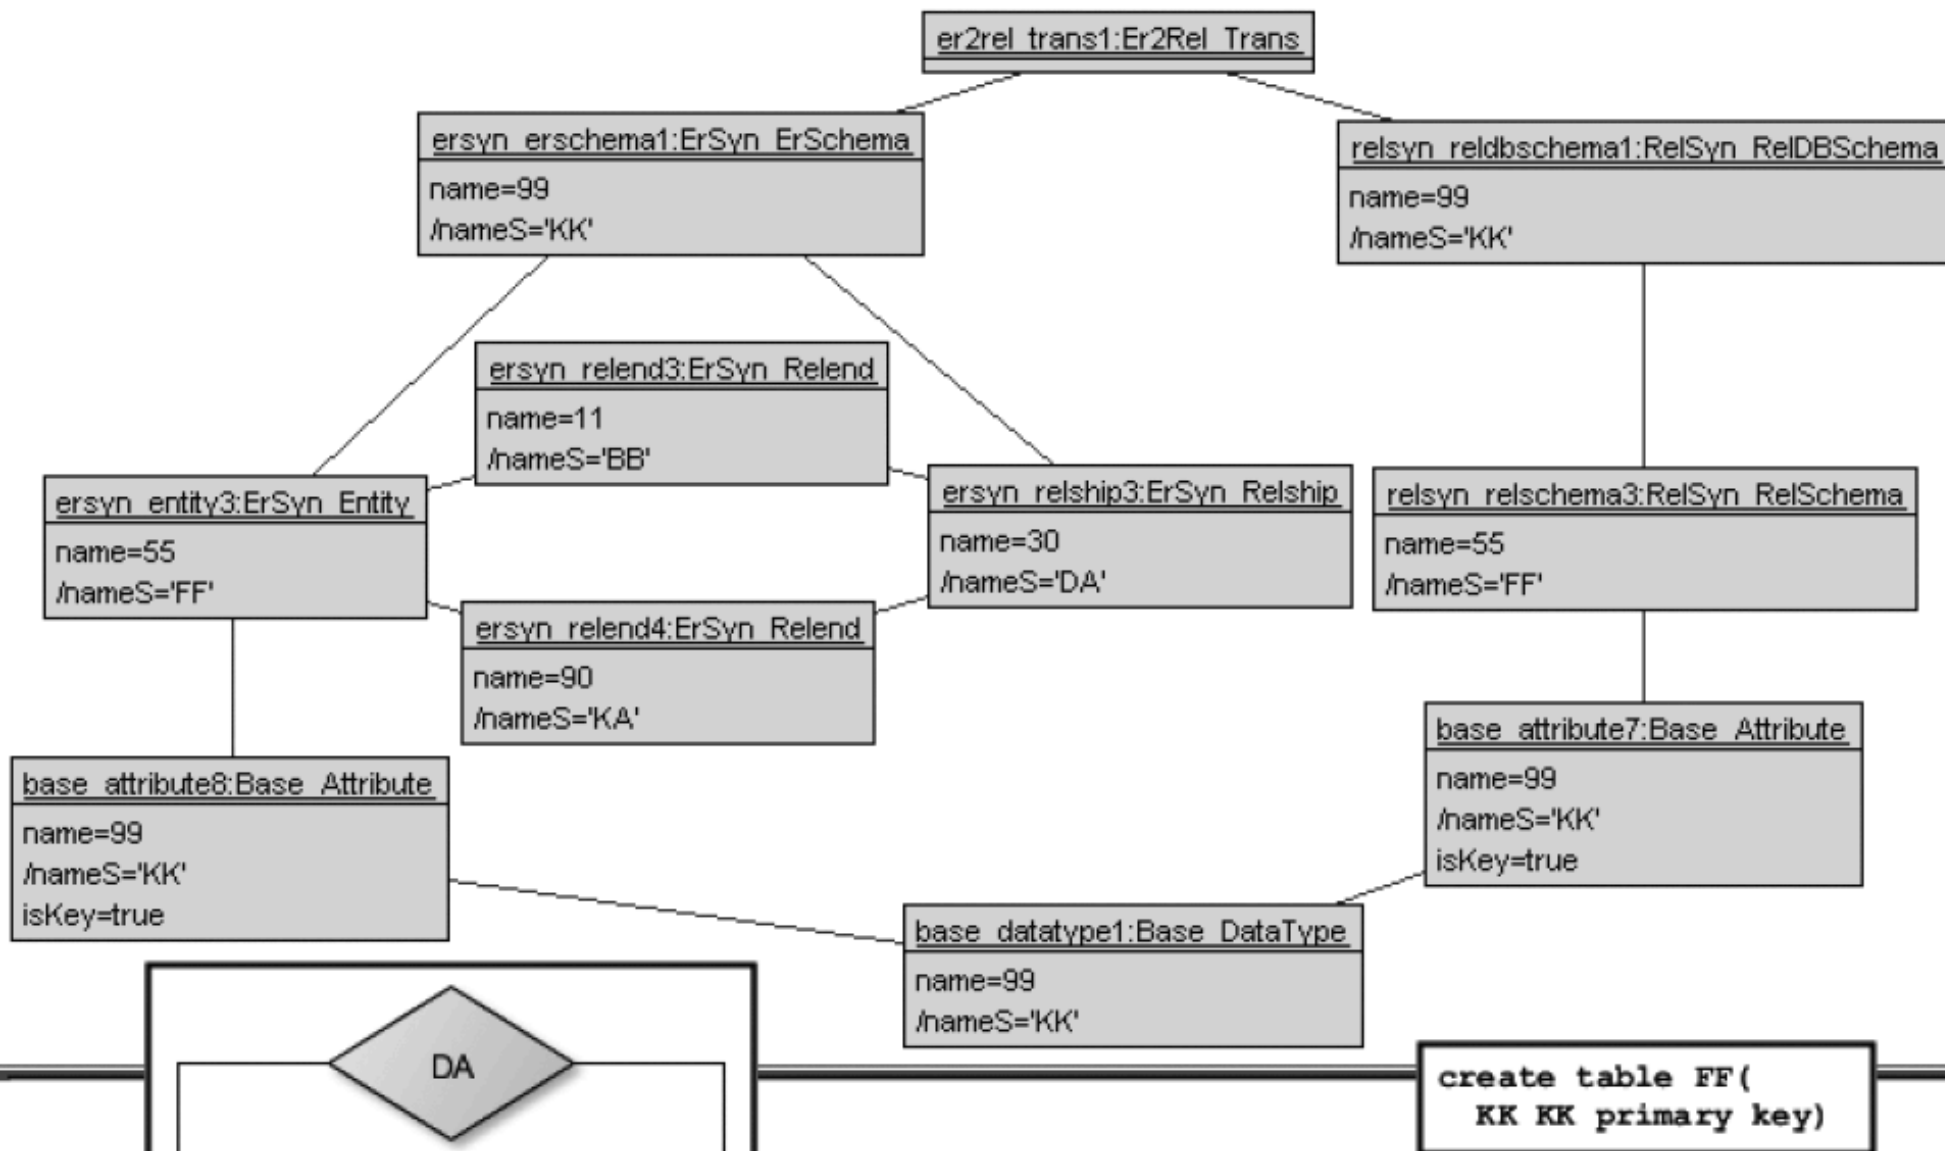 er2rel_trans1:Er2Rel_Trans
ersyn_erschema1:ErSyn_ErSchema
name=99
/nameS='KK'
relsyn_reldbschema1:RelSyn_RelDBSchema
name=99
/nameS='KK'
ersyn_relend3:ErSyn_Relend
name=11
/nameS='BB'
ersyn_entity3:ErSyn_Entity
name=55
/nameS='FF'
ersyn_relship3:ErSyn_Relship
name=30
/nameS='DA'
relsyn_relschema3:RelSyn_RelSchema
name=55
/nameS='FF'
ersyn_relend4:ErSyn_Relend
name=90
/nameS='KA'
base_attribute8:Base_Attribute
name=99
/nameS='KK'
isKey=true
base_attribute7:Base_Attribute
name=99
/nameS='KK'
isKey=true
base_datatype1:Base_DataType
name=99
/nameS='KK'
DA
create table FF(
KK KK primary key)